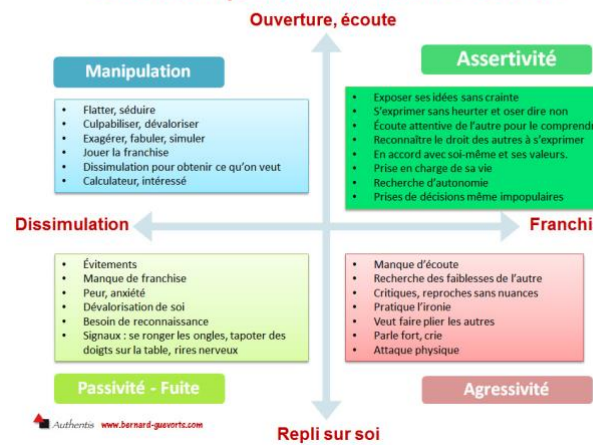 Ouverture, écoute
Manipulation
Assertivité
• Flatter, séduire
• Culpabiliser, dévaloriser
• Exagérer, fabuler, simuler
• Jouer la franchise
• Dissimulation pour obtenir ce qu'on veut
• Calculateur, intéressé
• Exposer ses idées sans crainte
• S'exprimer sans heurter et oser dire non
• Écoute attentive de l'autre pour le comprendre
• Reconnaître le droit des autres à s'exprimer
• En accord avec soi-même et ses valeurs.
• Prise en charge de sa vie
• Recherche d'autonomie
• Prises de décisions même impopulaires
Dissimulation
Franchi
• Évitements
• Manque de franchise
• Peur, anxiété
• Dévalorisation de soi
• Besoin de reconnaissance
• Signaux : se ronger les ongles, tapoter des
doigts sur la table, rires nerveux
• Manque d'écoute
• Recherche des faiblesses de l'autre
• Critiques, reproches sans nuances
• Pratique l'ironie
• Veut faire plier les autres
• Parle fort, crie
• Attaque physique
Passivité - Fuite
Agressivité
Authentis www.bernard-guevorts.com
Repli sur soi